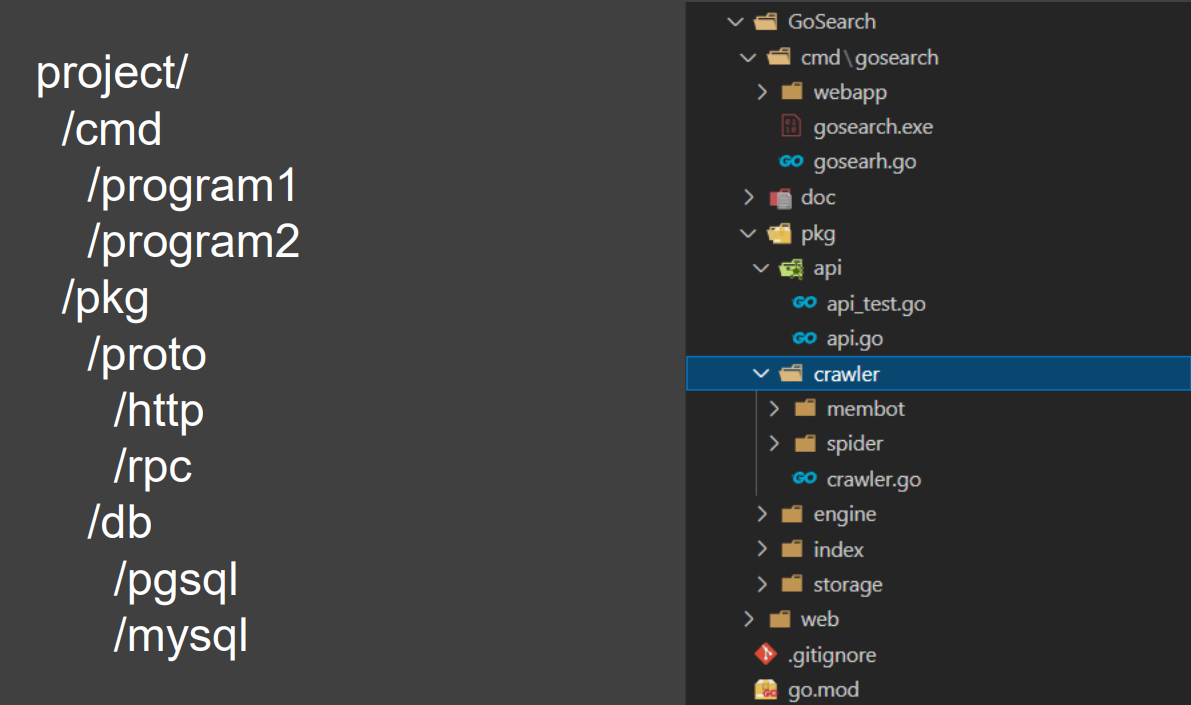 project/
/cmd
/program1
/program2
/pkg
/proto
/http
/rpc
/db
/pgsql
/mysql
GoSearch
cmd\gosearch
webapp
gosearch.exe
GO gosearh.go
doc
pkg
api
GO api_test.go
GO api.go
crawler
membot
spider
GO crawler.go
engine
index
storage
web
.gitignore
GO go.mod